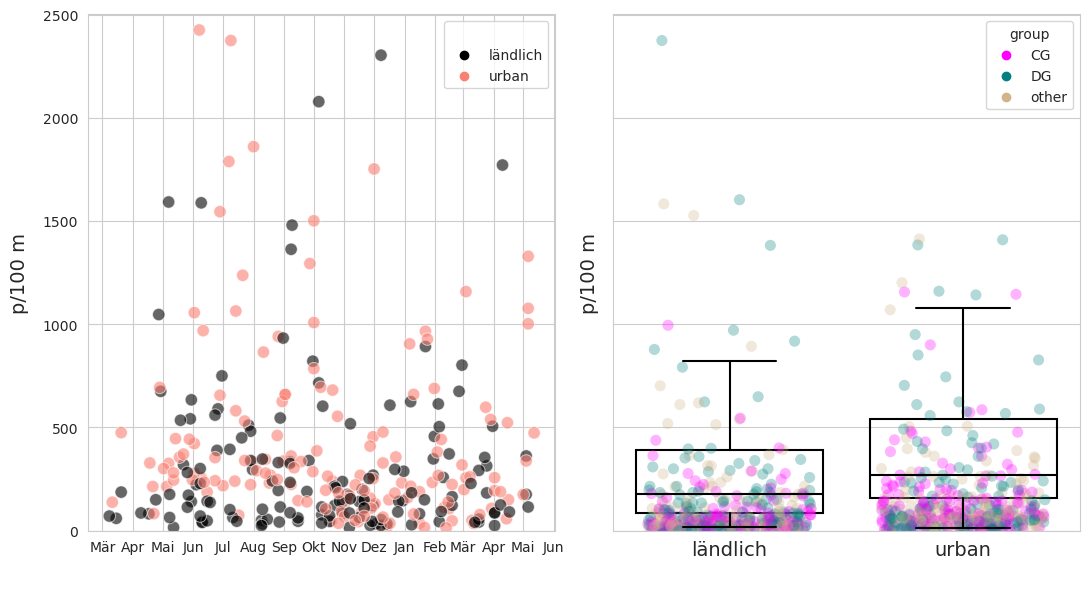 2500
2000
1500
1000
500
0
p/100 m
Mär Apr Mai Jun Jul Aug Sep Okt Nov Dez Jan Feb Mär Apr Mai Jun
ländlich
urban
p/100 m
group
CG
DG
other
ländlich urban